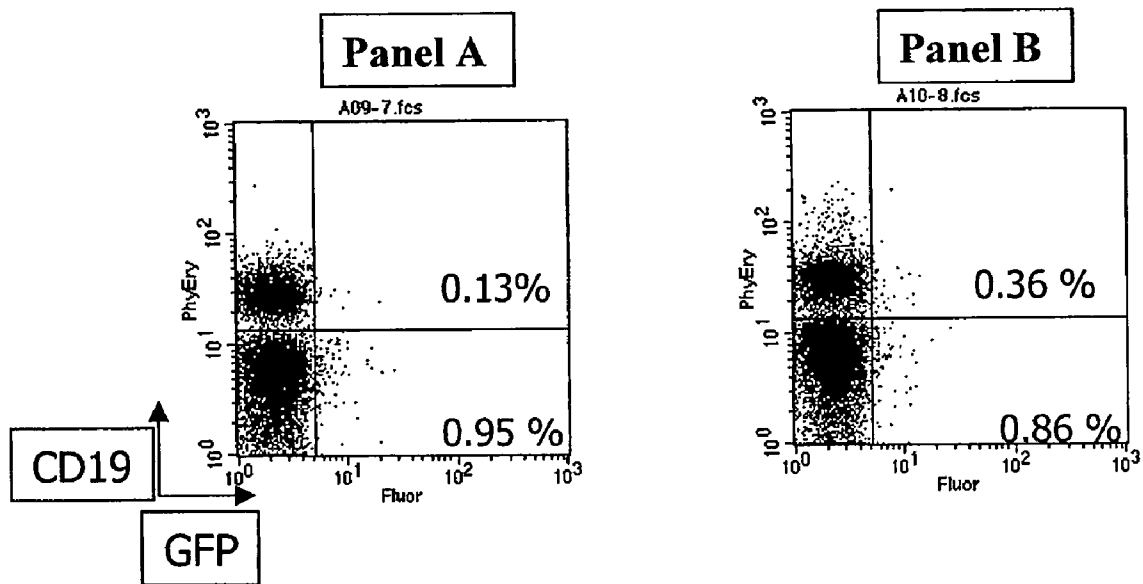 Panel A
A09-7.fcs
10³
10²
10¹
10⁰
PhyEry
0.13%
0.95 %
10⁰ 10¹ 10² 10³
Fluor
CD19
GFP
Panel B
A10-8.fcs
10³
10²
10¹
10⁰
PhyEry
0.36 %
0.86 %
10⁰ 10¹ 10² 10³
Fluor